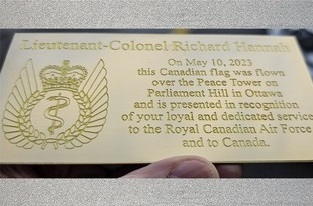 Lieutenant-Colonel Richard Hannah
On May 10, 2023
this Canadian flag was flown
over the Peace Tower on
Parliament Hill in Ottawa
and is presented in recognition
of your loyal and dedicated service
to the Royal Canadian Air Force
and to Canada.